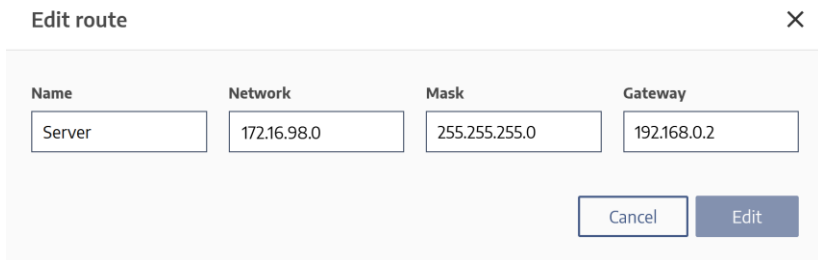 Edit route
Name Network Mask Gateway
Server 172.16.98.0 255.255.255.0 192.168.0.2
Cancel Edit